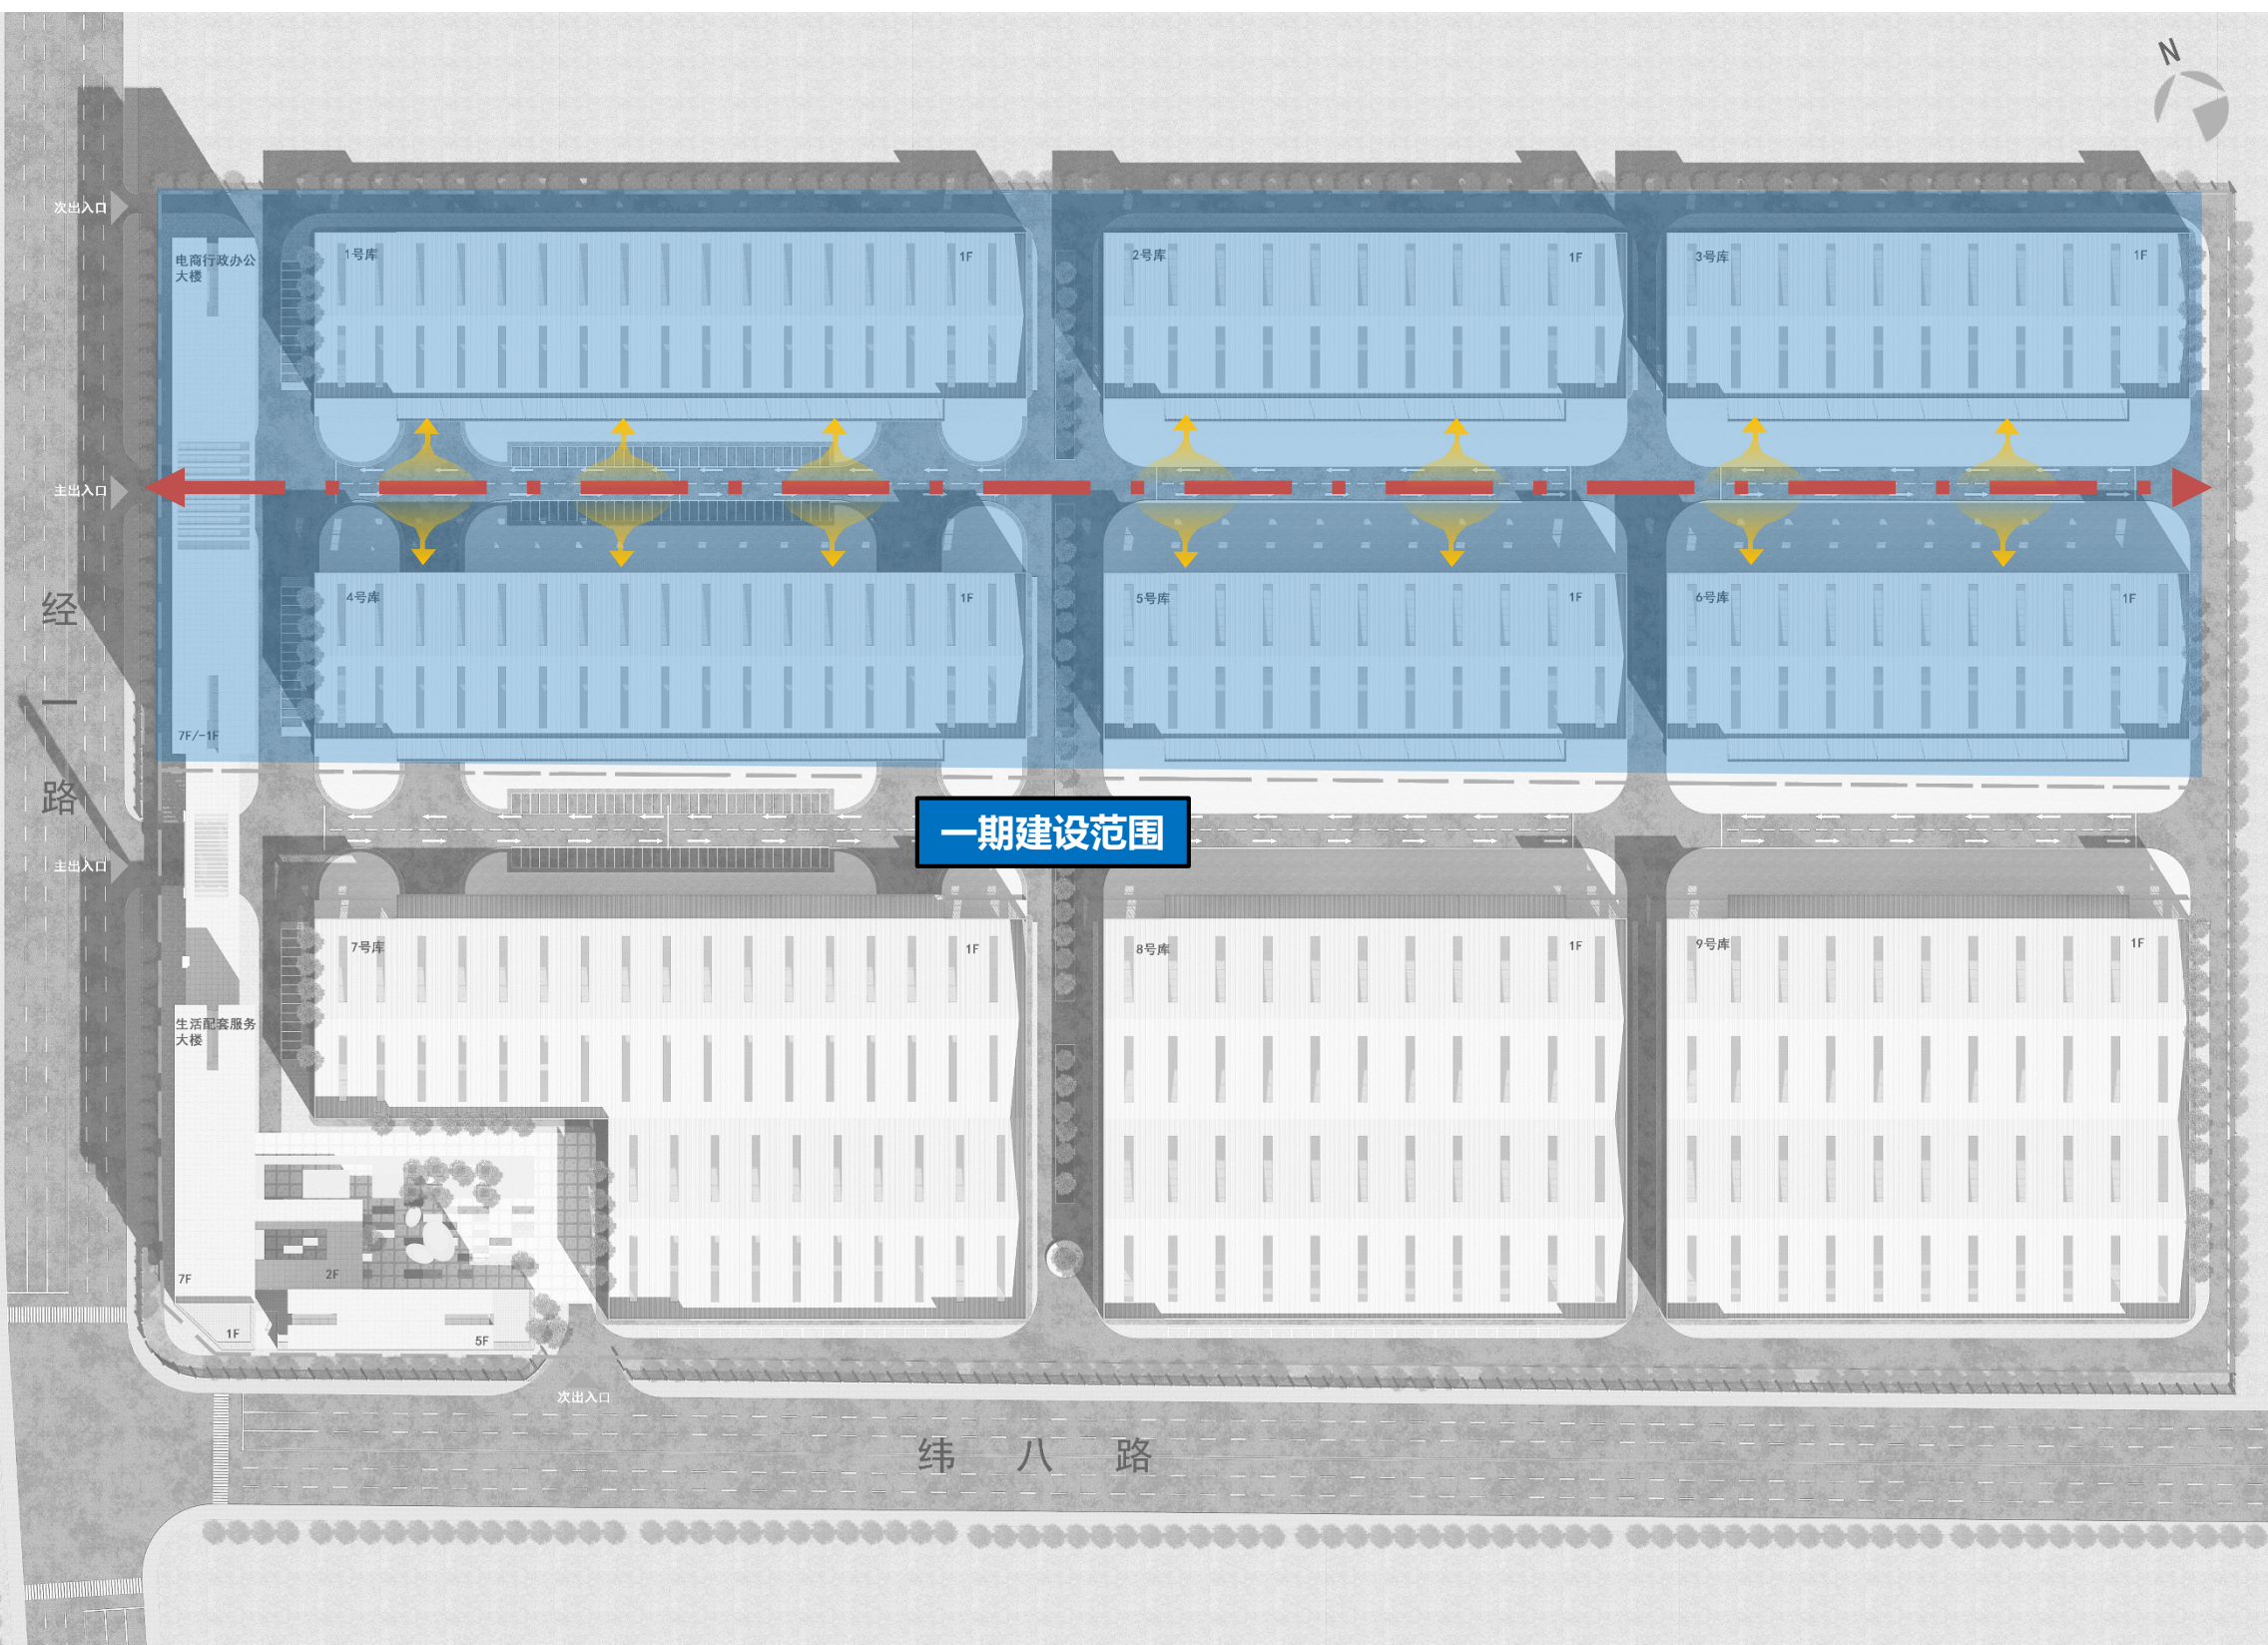 N
次出入口
电商行政办公
大楼
1号库
1F
2号库
1F
3号库
1F
主出入口
经一路
4号库
1F
5号库
1F
6号库
1F
7F/-1F
一期建设范围
主出入口
7号库
1F
8号库
1F
9号库
1F
生活配套服务
大楼
7F
2F
1F
5F
次出入口
纬八路